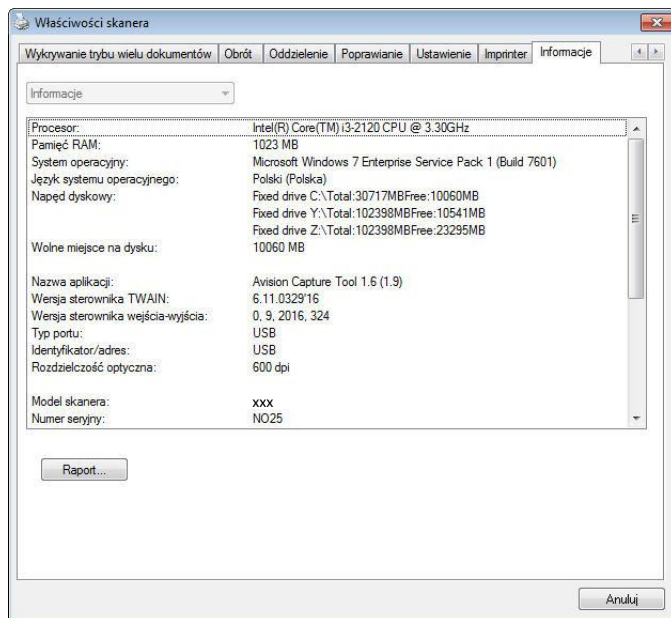 Właściwości skanera
Wykrywanie trybu wielu dokumentów Obrót Oddzielenie Poprawianie Ustawienie Imprinter Informacje
Informacje
Procesor: Intel(R) Core(TM) i3-2120 CPU @ 3.30GHz
Pamięć RAM: 1023 MB
System operacyjny: Microsoft Windows 7 Enterprise Service Pack 1 (Build 7601)
Język systemu operacyjnego: Polski (Polska)
Napęd dyskowy: Fixed drive C:\Total:30717MBFree:10060MB
Fixed drive Y:\Total:102398MBFree:10541MB
Fixed drive Z:\Total:102398MBFree:23295MB
Wolne miejsce na dysku: 10060 MB
Nazwa aplikacji: Avision Capture Tool 1.6 (1.9)
Wersja sterownika TWAIN: 6.11.0329'16
Wersja sterownika wejścia-wyjścia: 0, 9, 2016, 324
Typ portu: USB
Identyfikator/adres: USB
Rozdzielczość optyczna: 600 dpi
Model skanera: xxx
Numer seryjny: NO25
Raport...
Anuluj